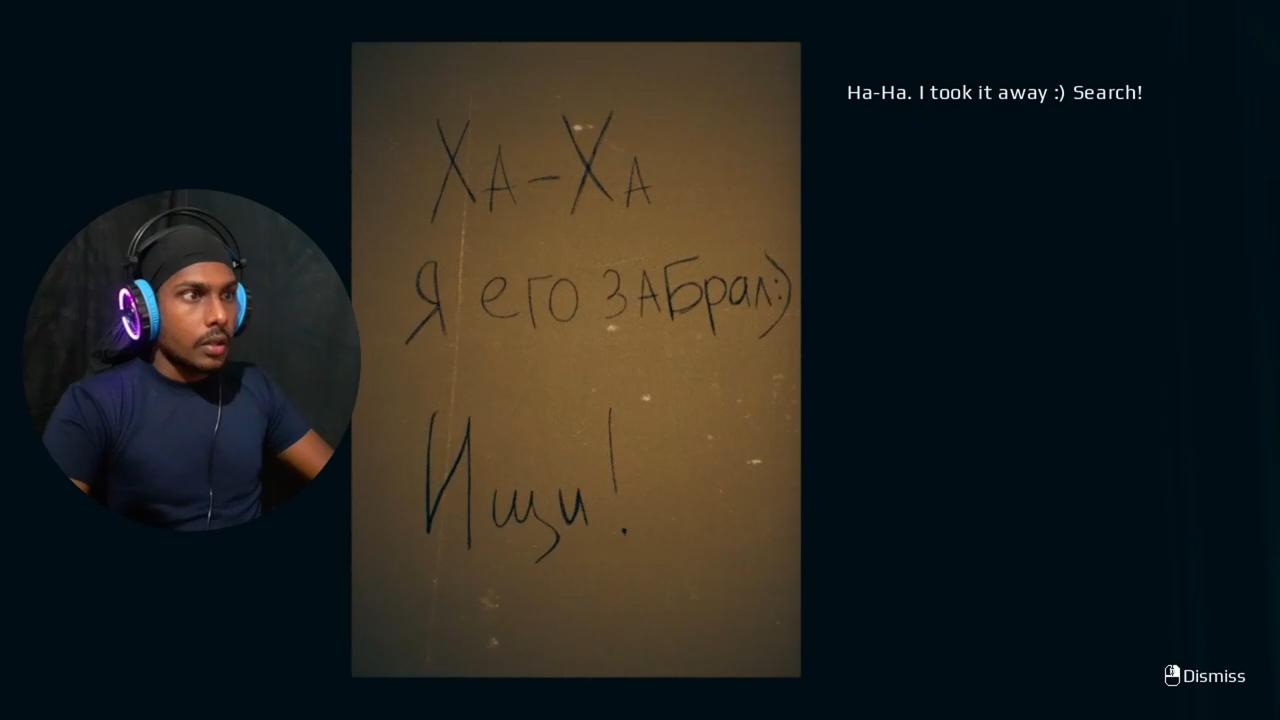 Ха-Ха
Я его забрал:)
Ищи!
Ha-Ha. I took it away :) Search!
Dismiss